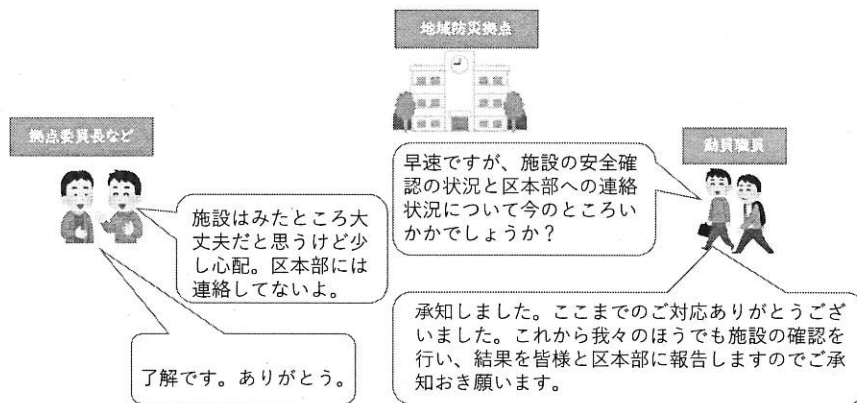 地域防災拠点
拠点委員長など
動員職員
早速ですが、施設の安全確
認の状況と区本部への連絡
状況について今のところい
かがでしょうか？
施設はみたところ大
丈夫だと思うけど少
し心配。区本部には
連絡してないよ。
承知しました。ここまでのご対応ありがとうござ
いました。これから我々のほうでも施設の確認を
行い、結果を皆様と区本部に報告しますのでご承
知おき願います。
了解です。ありがとう。